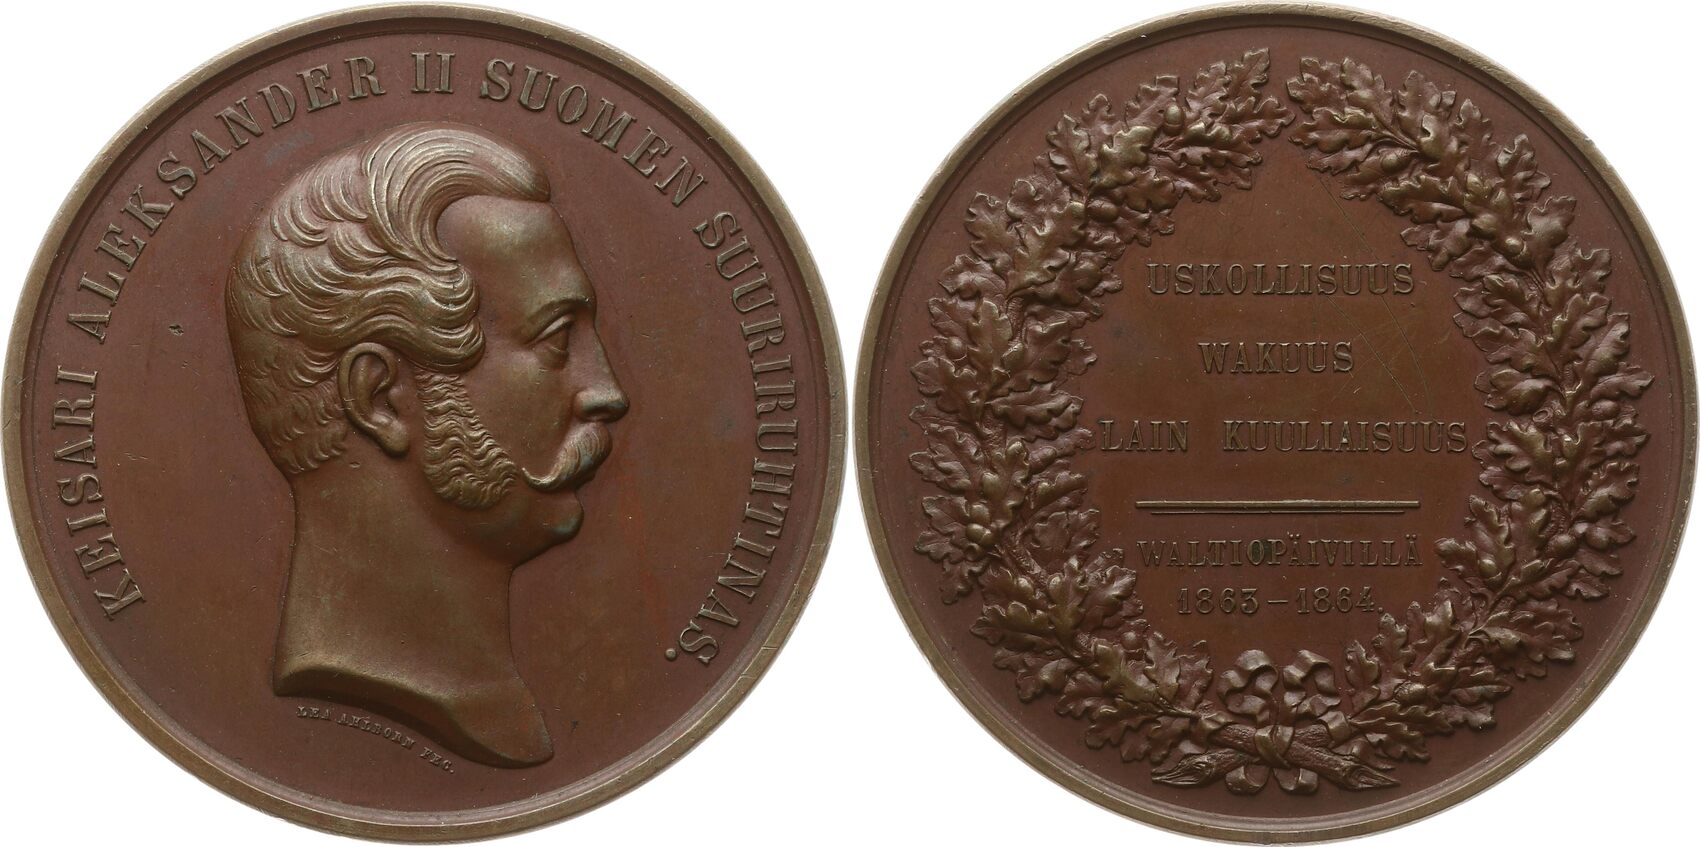 KEISARI ALEKSANDER II SUOMEN SUURIRUHTINAS.
LEA AHLBORN FEC.
USKOLLISUUS
WAKUUS
LAIN KUULIAISUUS
WALTIOPÄIVILLÄ
1863-1864.